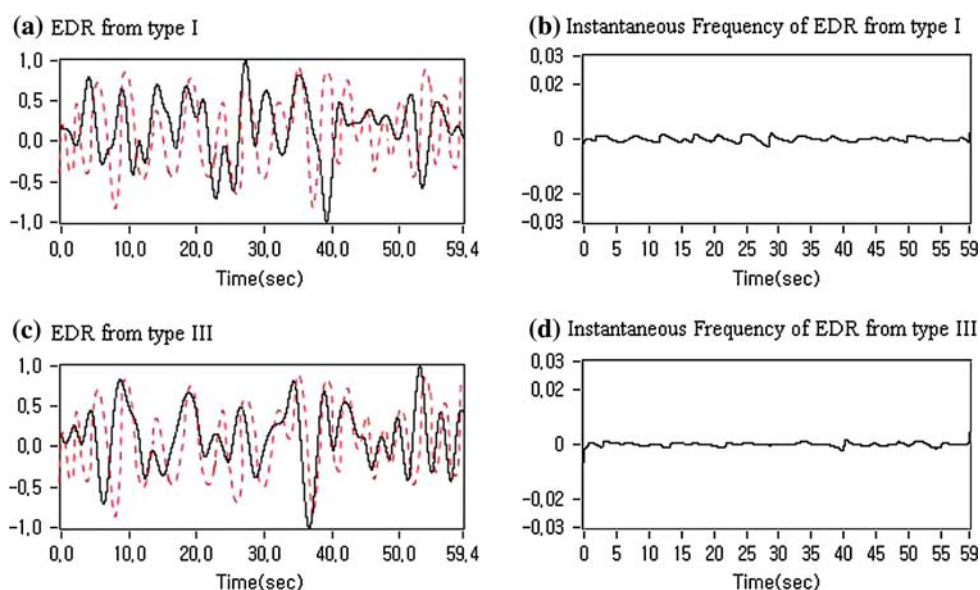 (a) EDR from type I
1,0
0,5
0,0
-0,5
-1,0
0,0 10,0 20,0 30,0 40,0 50,0 59,4
Time(sec)
(b) Instantaneous Frequency of EDR from type I
0,03
0,02
0
-0,02
-0,03
0 5 10 15 20 25 30 35 40 45 50 55 59
Time(sec)
(c) EDR from type III
1,0
0,5
0,0
-0,5
-1,0
0,0 10,0 20,0 30,0 40,0 50,0 59,4
Time(sec)
(d) Instantaneous Frequency of EDR from type III
0,03
0,02
0
-0,02
-0,03
0 5 10 15 20 25 30 35 40 45 50 55 59
Time(sec)